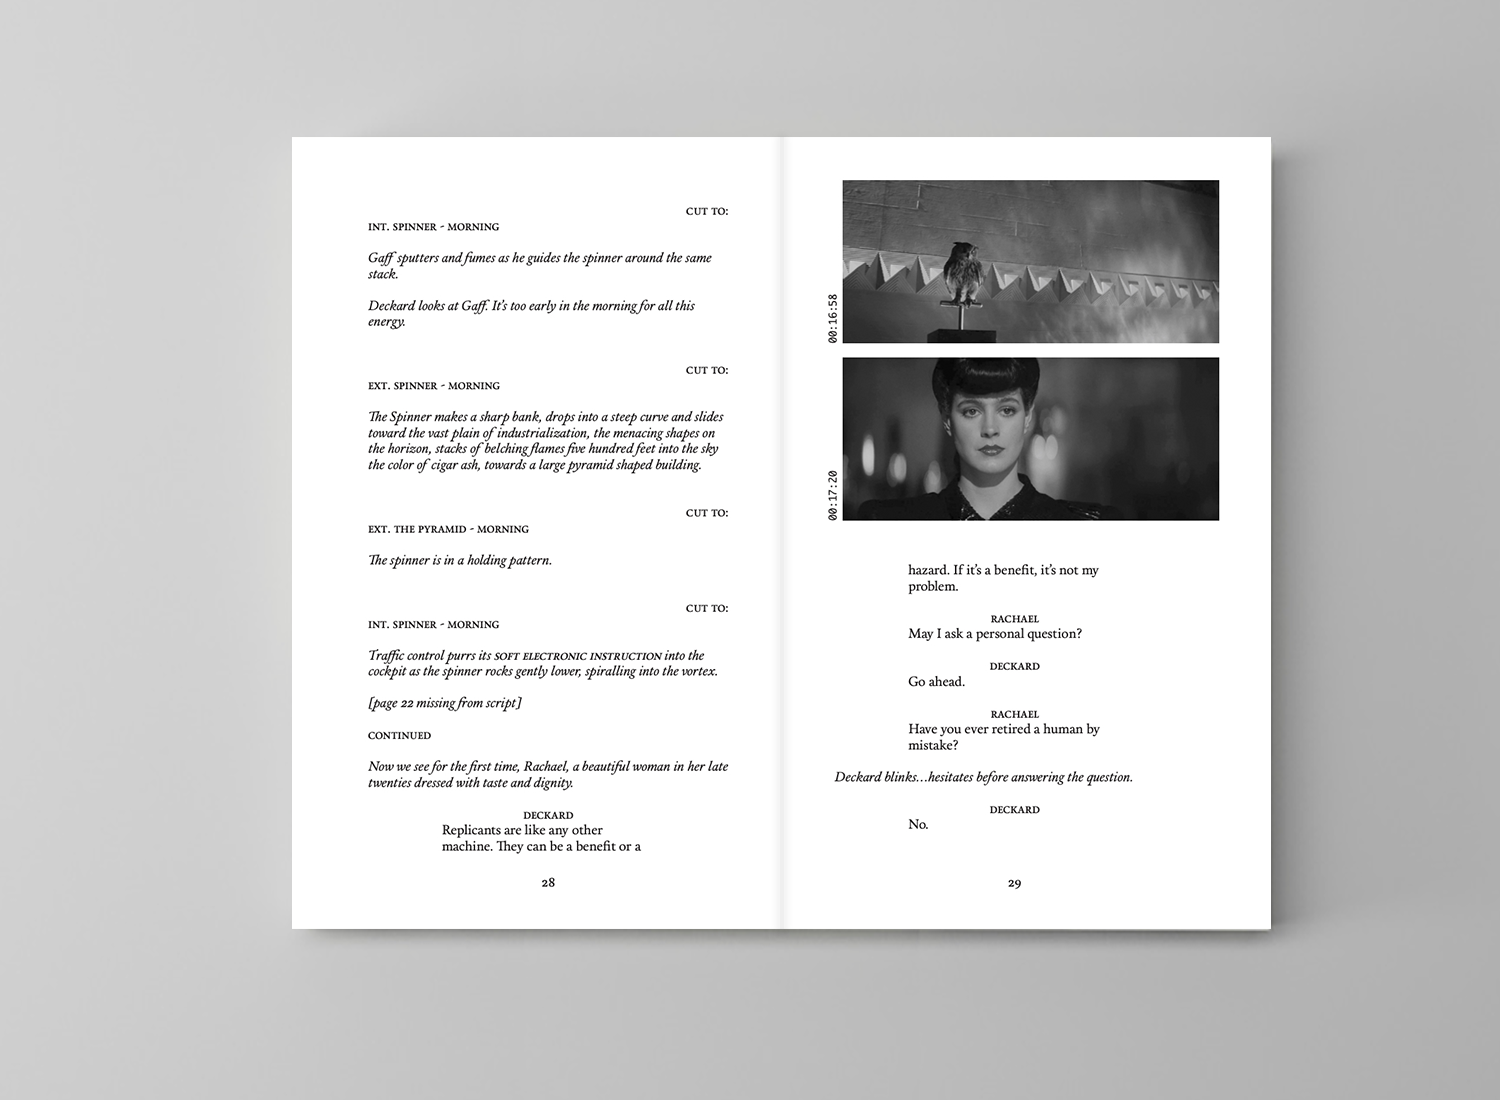 CUT TO:
INT. SPINNER - MORNING
Gaff sputters and fumes as he guides the spinner around the same
stack.
Deckard looks at Gaff. It's too early in the morning for all this
energy.
CUT TO:
EXT. SPINNER - MORNING
The Spinner makes a sharp bank, drops into a steep curve and slides
toward the vast plain of industrialization, the menacing shapes on
the horizon, stacks of belching flames five hundred feet into the sky
the color of cigar ash, towards a large pyramid shaped building.
CUT TO:
EXT. THE PYRAMID - MORNING
The spinner is in a holding pattern.
CUT TO:
INT. SPINNER - MORNING
Traffic control purrs its SOFT ELECTRONIC INSTRUCTION into the
cockpit as the spinner rocks gently lower, spiralling into the vortex.
[page 22 missing from script]
CONTINUED
Now we see for the first time, Rachael, a beautiful woman in her late
twenties dressed with taste and dignity.
DECKARD
Replicants are like any other
machine. They can be a benefit or a
28
00:16:58
00:17:20
hazard. If it's a benefit, it's not my
problem.
RACHAEL
May I ask a personal question?
DECKARD
Go ahead.
RACHAEL
Have you ever retired a human by
mistake?
Deckard blinks...hesitates before answering the question.
DECKARD
No.
29